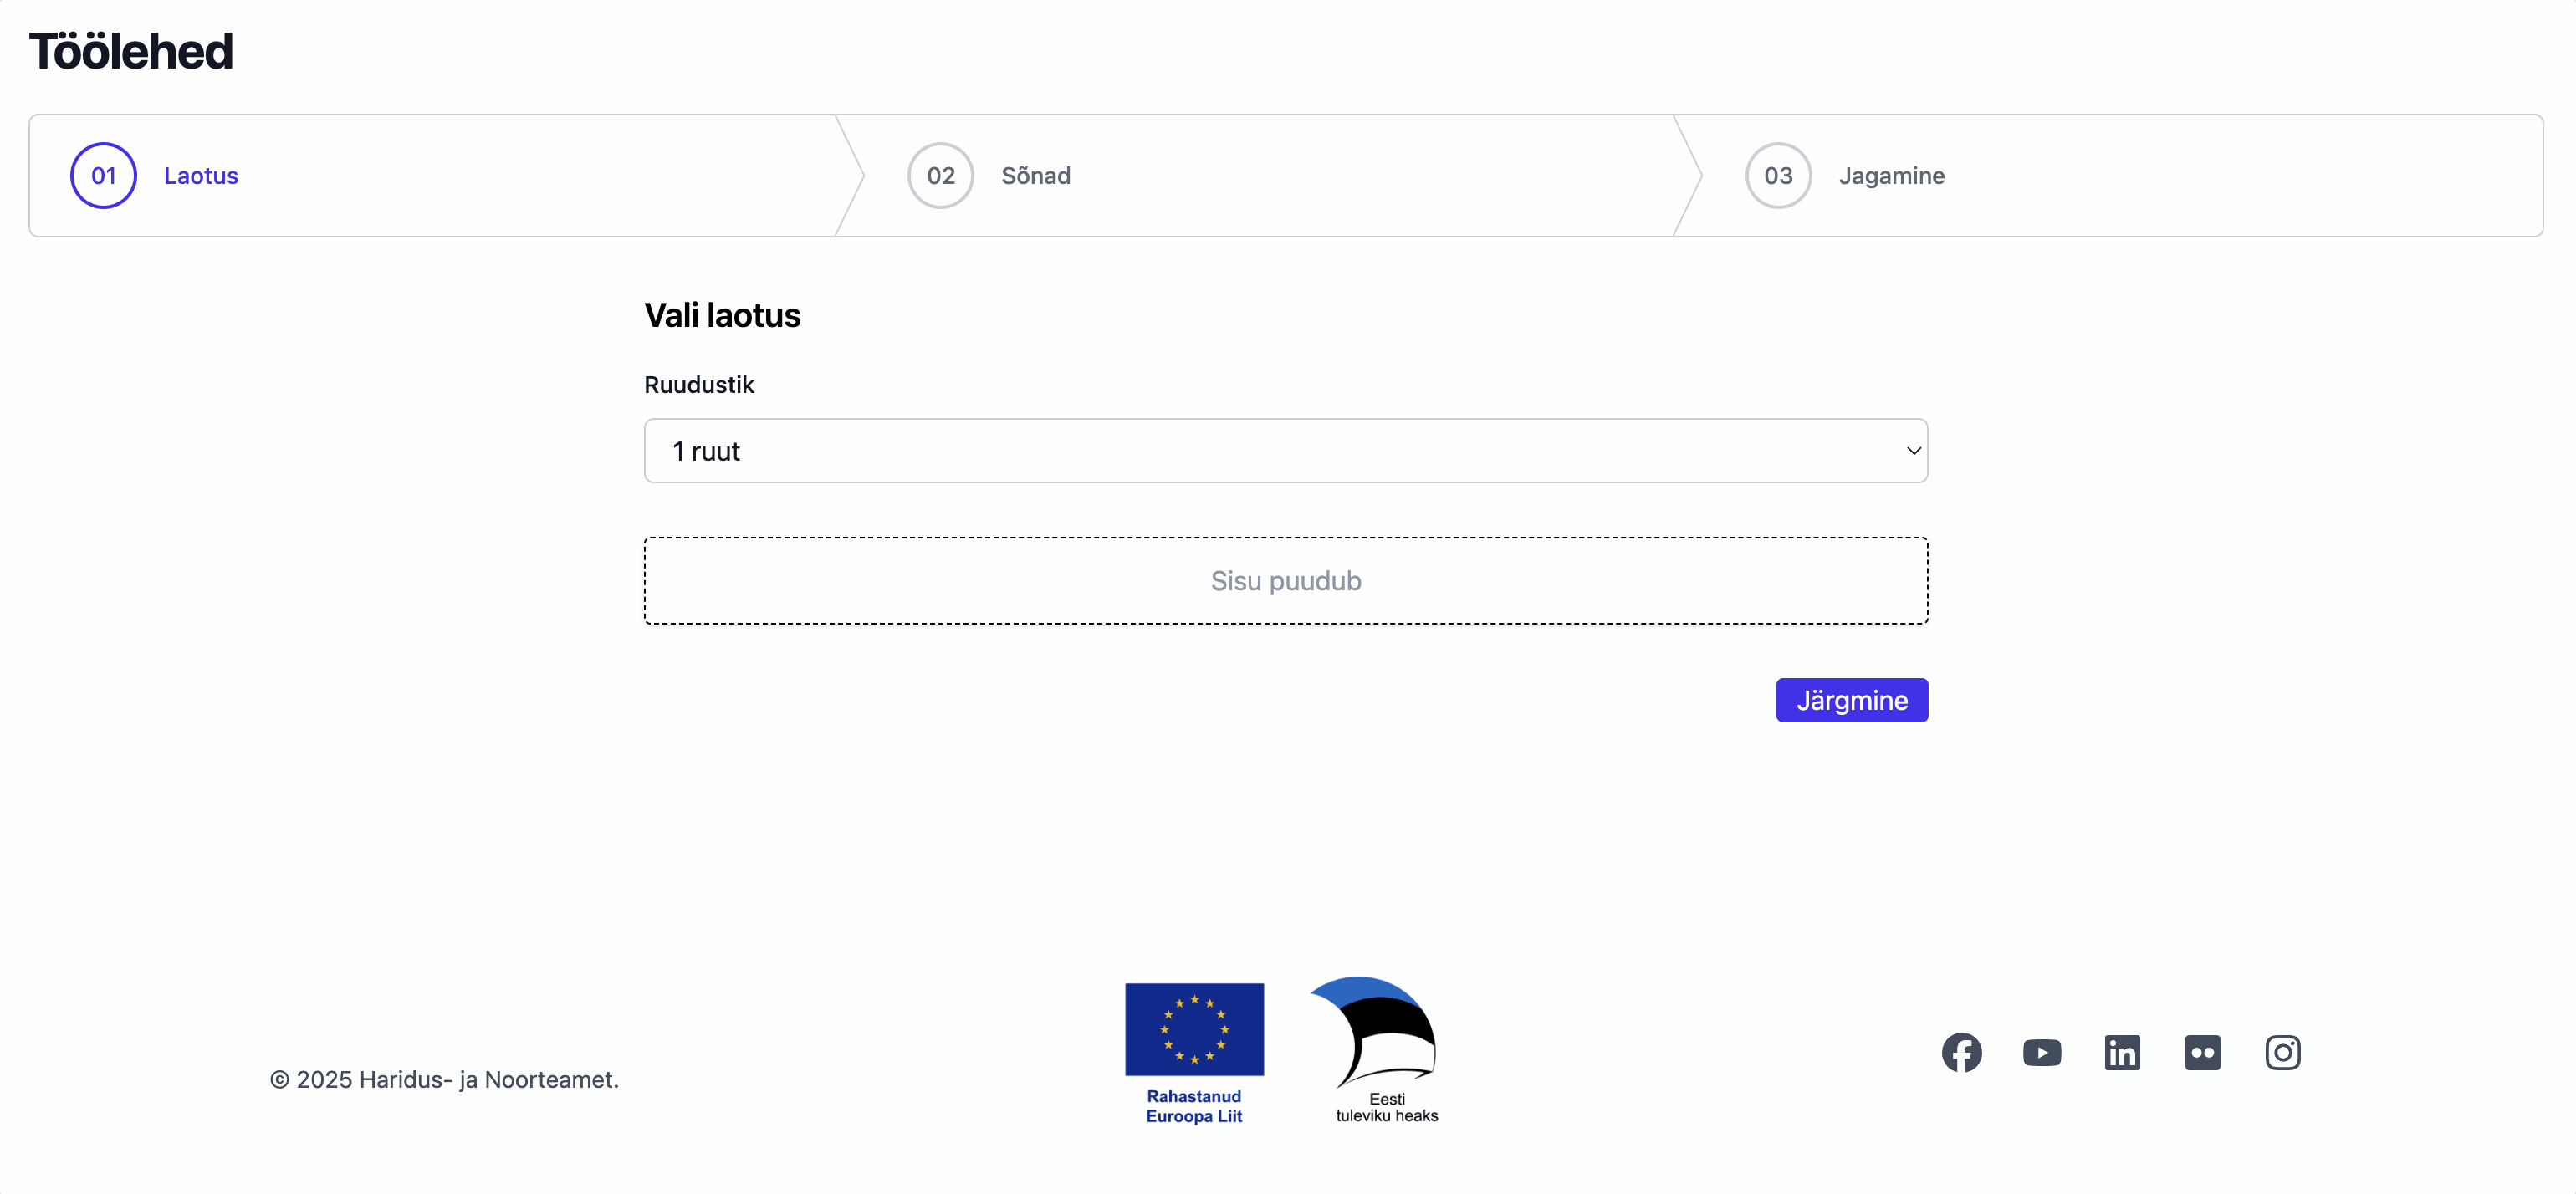 Töölehed
01 Laotus
02 Sõnad
03 Jagamine
Vali laotus
Ruudustik
1 ruut
Sisu puudub
Järgmine
© 2025 Haridus- ja Noorteamet.
Rahastanud
Euroopa Liit
Eesti
tuleviku heaks